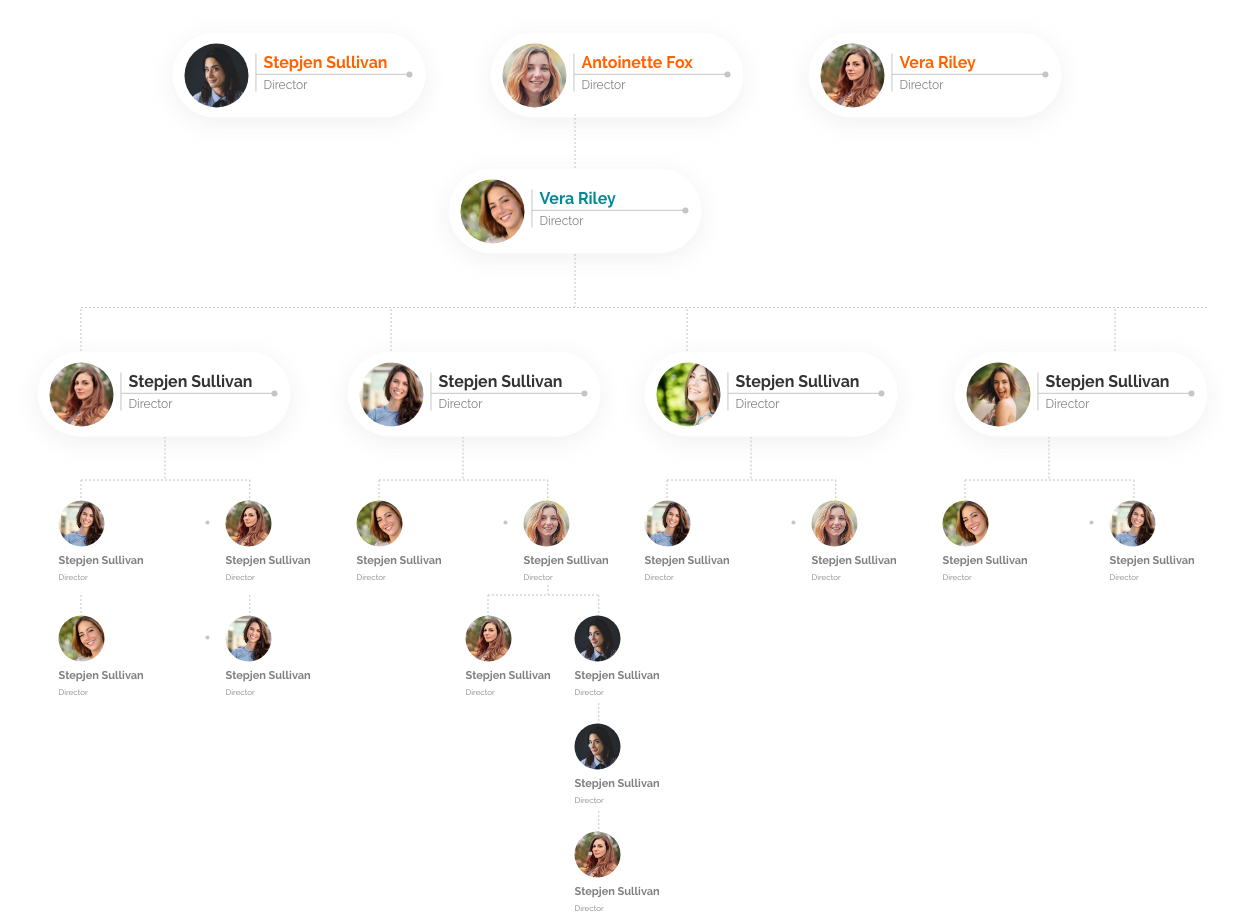 Stepjen Sullivan
Director
Antoinette Fox
Director
Vera Riley
Director
Vera Riley
Director
Stepjen Sullivan
Director
Stepjen Sullivan
Director
Stepjen Sullivan
Director
Stepjen Sullivan
Director
Stepjen Sullivan
Director
Stepjen Sullivan
Director
Stepjen Sullivan
Director
Stepjen Sullivan
Director
Stepjen Sullivan
Director
Stepjen Sullivan
Director
Stepjen Sullivan
Director
Stepjen Sullivan
Director
Stepjen Sullivan
Director
Stepjen Sullivan
Director
Stepjen Sullivan
Director
Stepjen Sullivan
Director
Stepjen Sullivan
Director
Stepjen Sullivan
Director